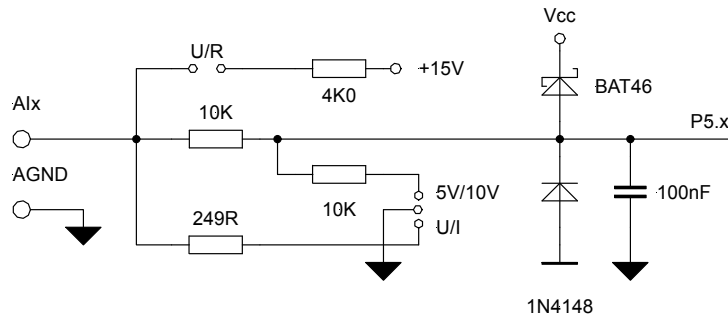 Vcc
U/R
+15V
4K0
BAT46
AIx
10K
P5.x
AGND
10K
5V/10V
100nF
249R
U/I
1N4148